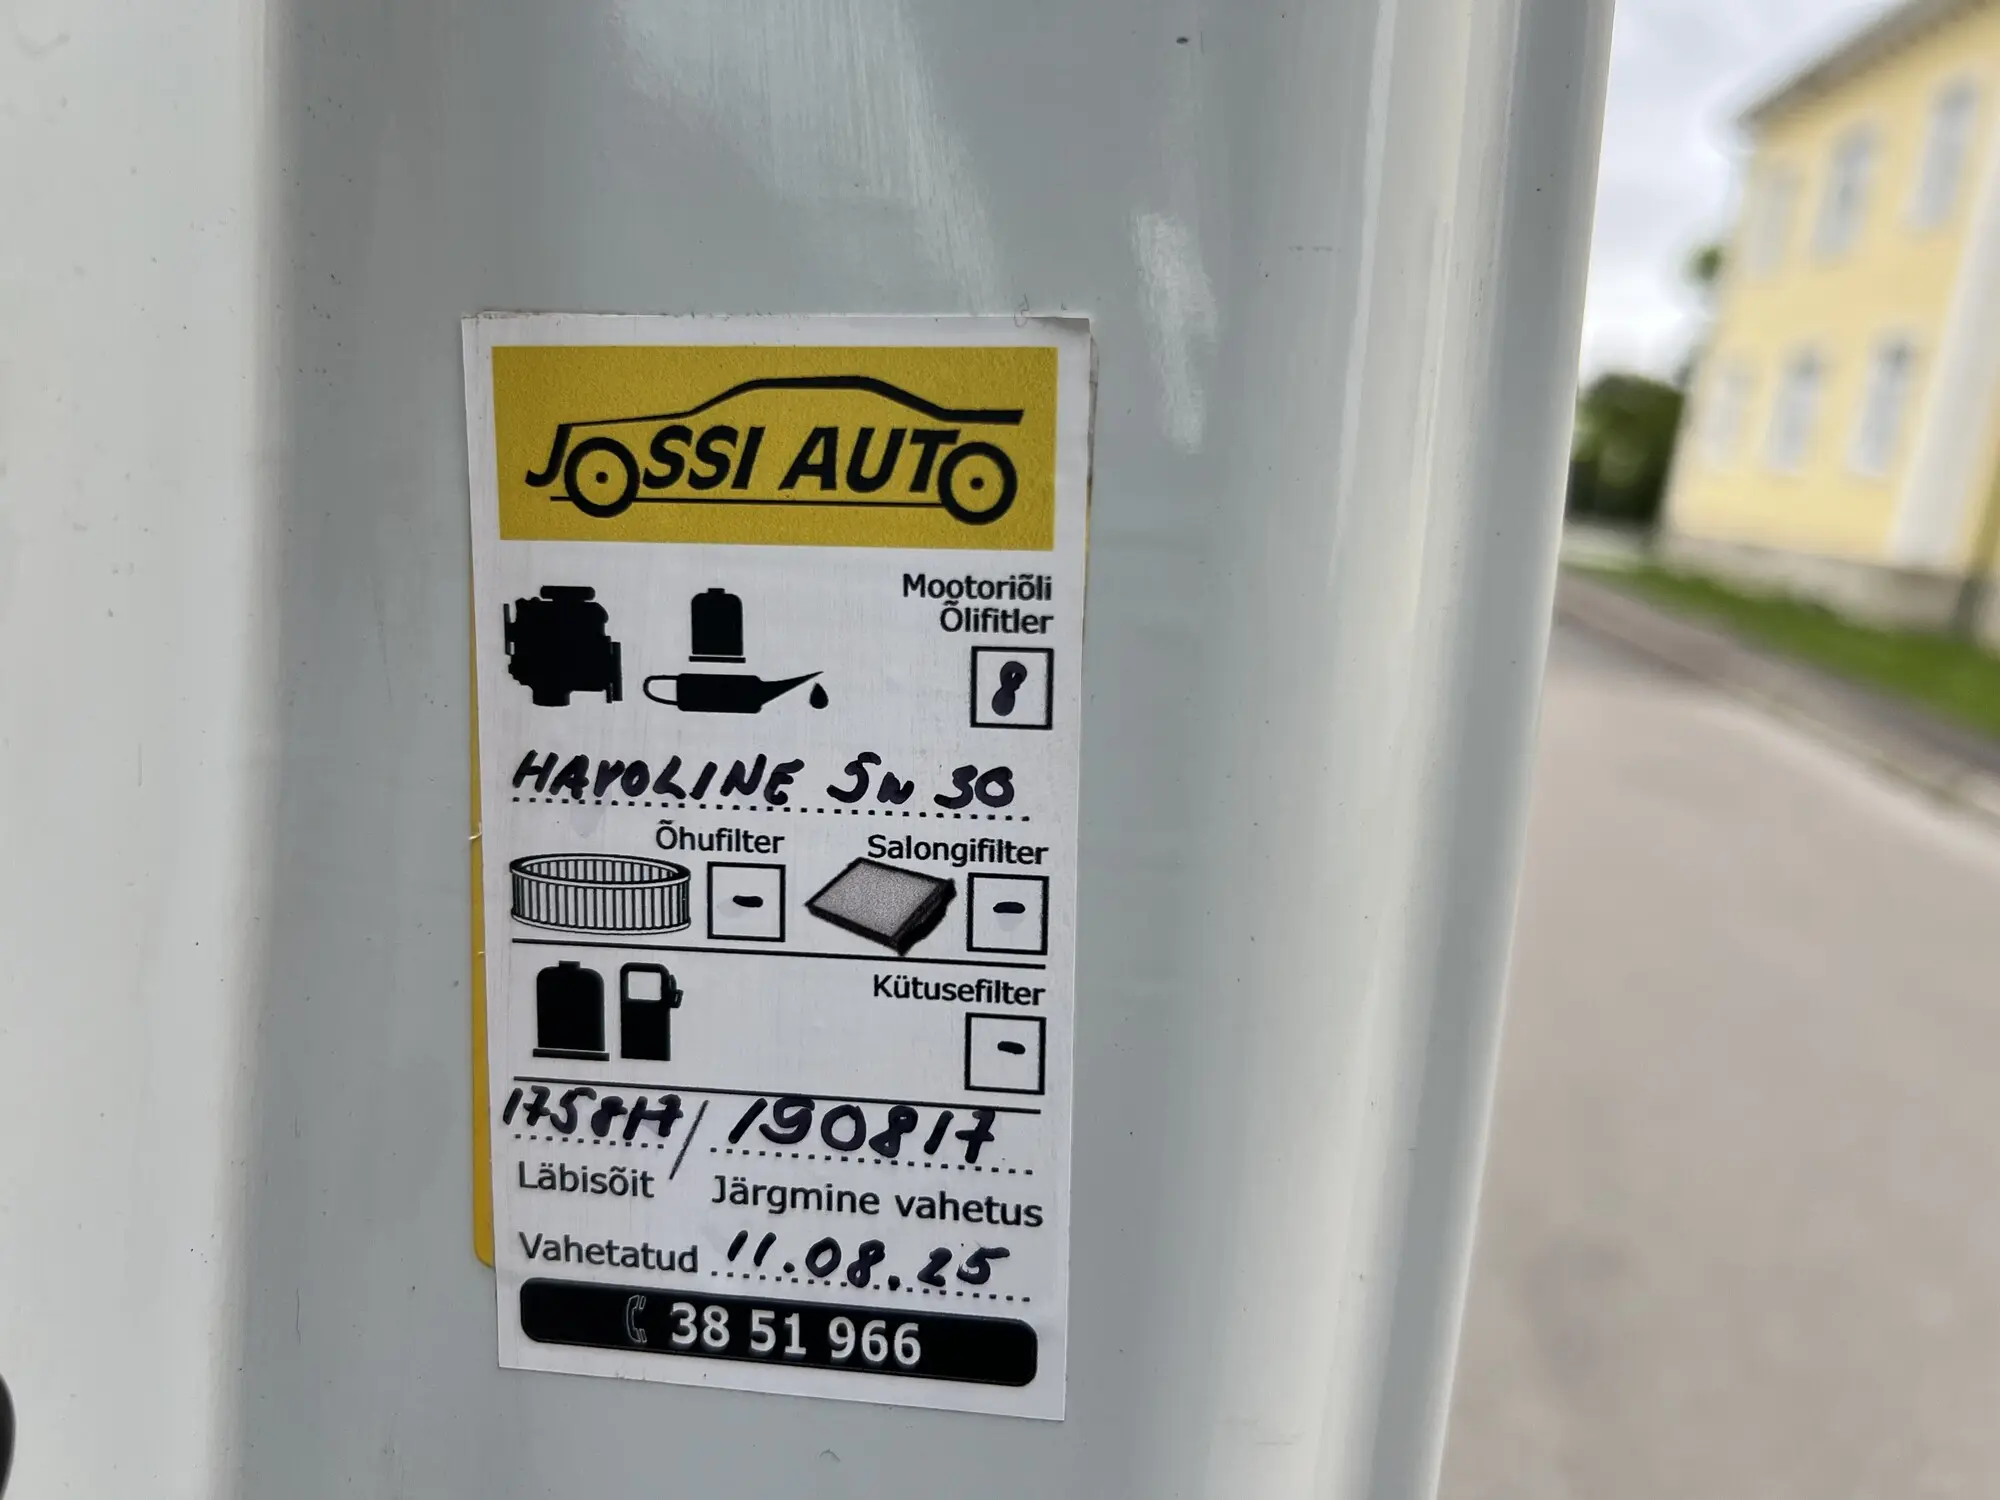 JOSSI AUTO
Mootoriõli
Õlifitler
8
HAVOLINE 5W 30
Õhufilter -
Salongifilter -
Kütusefilter
-
175817 / 190817
Läbisõit Järgmine vahetus
Vahetatud 11.08.25
38 51 966